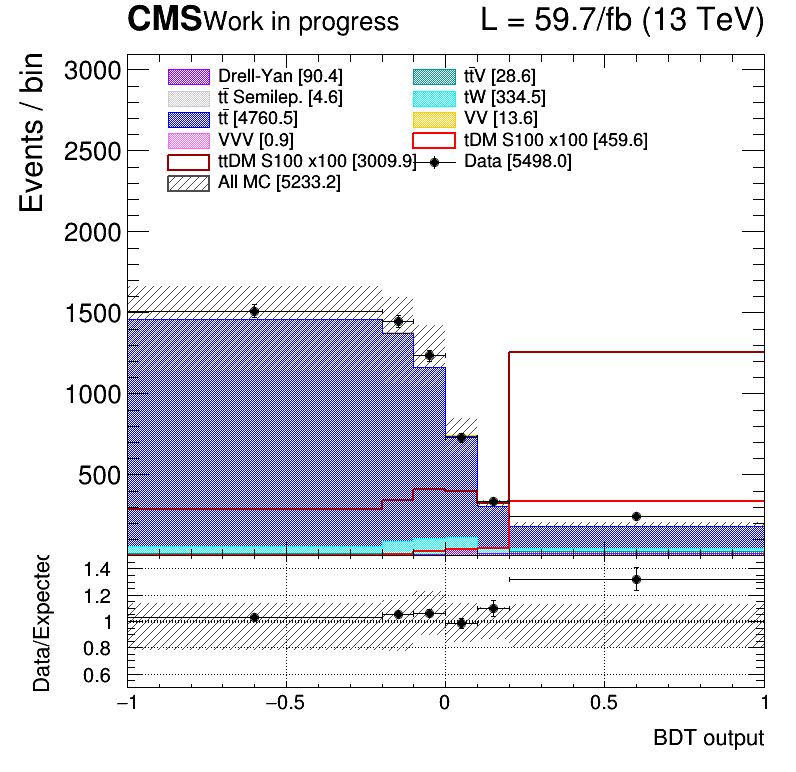 CMS Work in progress L = 59.7/fb (13 TeV)
Events / bin
3000
2500
2000
1500
1000
500
Drell-Yan [90.4] tt̄V [28.6]
tt̄ Semilep. [4.6] tW [334.5]
tt̄ [4760.5] VV [13.6]
VVV [0.9] tDM S100 x100 [459.6]
ttDM S100 x100 [3009.9] Data [5498.0]
All MC [5233.2]
Data/Expected
1.4
1.2
1
0.8
0.6
−1 −0.5 0 0.5 1
BDT output